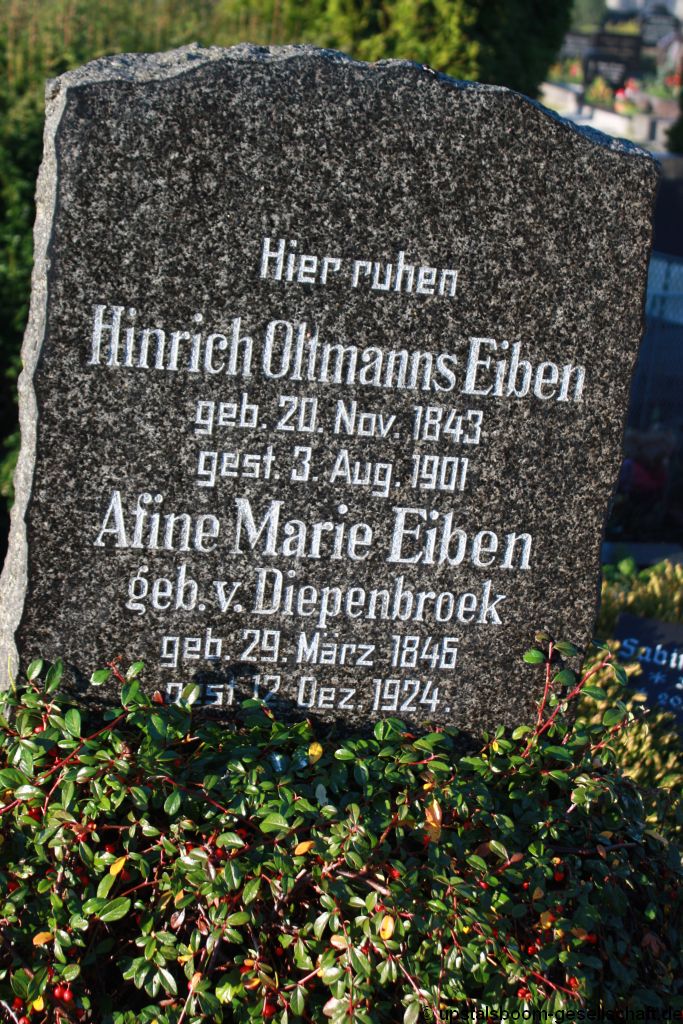 Hier ruhen
Hinrich Oltmanns Eiben
geb. 20. Nov. 1843
gest. 3. Aug. 1901
Afine Marie Eiben
geb. v. Diepenbroek
geb. 29. März 1846
gest 12 Dez. 1924.
Sabin
© upstalsboom-gesellschaft.de